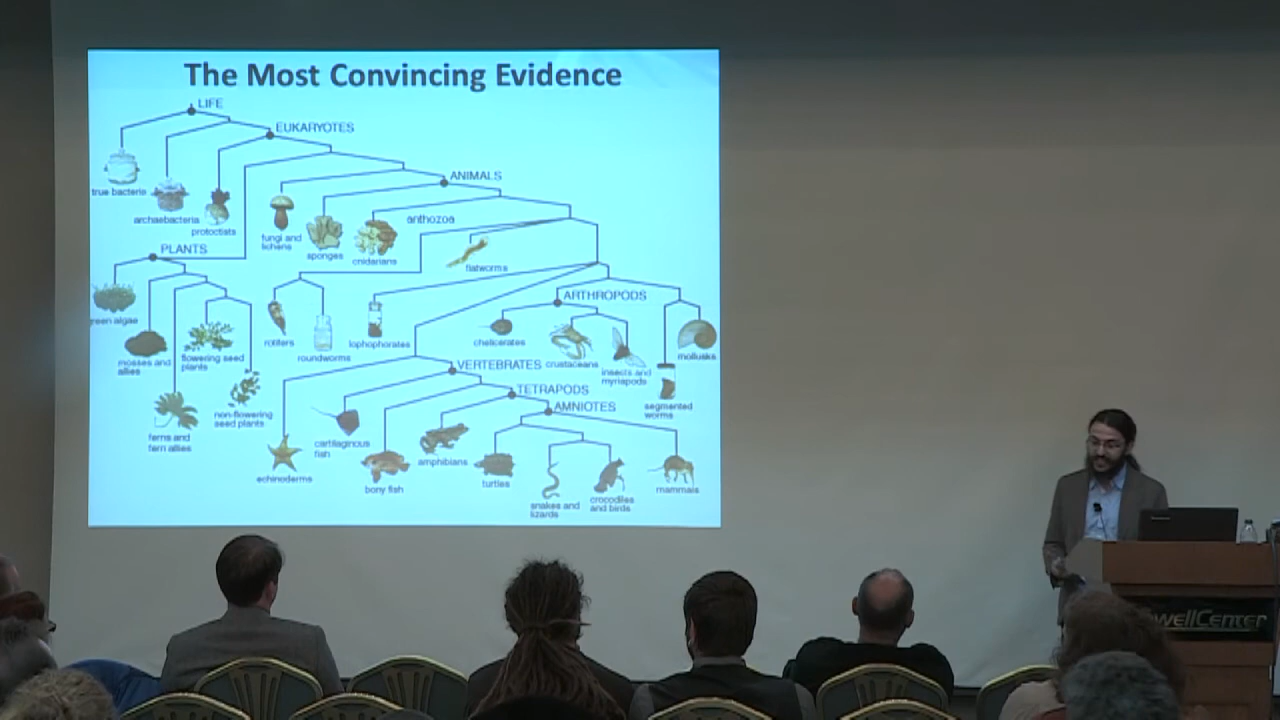 The Most Convincing Evidence
LIFE
EUKARYOTES
ANIMALS
true bacteria
archaebacteria
protoctists
fungi and
lichens
sponges
cnidarians
anthozoa
flatworms
PLANTS
reen algae
mosses and
allies
flowering seed
plants
ferns and
fern allies
non-flowering
seed plants
rotifers
roundworms
lophophorates
ARTHROPODS
chelicerates
crustaceans
insects and
myriapods
mollusks
segmented
worms
VERTEBRATES
TETRAPODS
AMNIOTES
echinoderms
cartilaginous
fish
bony fish
amphibians
turtles
snakes and
lizards
crocodiles
and birds
mammals
wellCenter